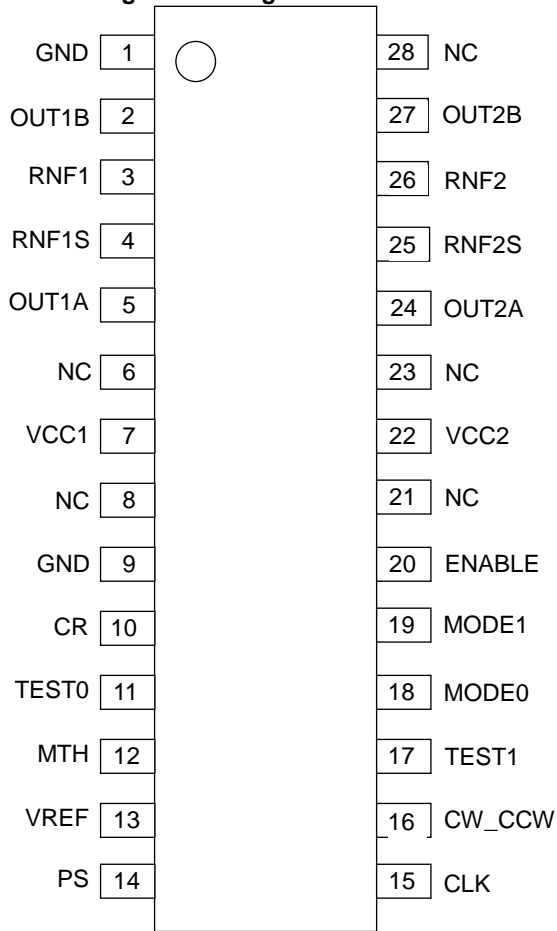 GND 1 28 NC
OUT1B 2 27 OUT2B
RNF1 3 26 RNF2
RNF1S 4 25 RNF2S
OUT1A 5 24 OUT2A
NC 6 23 NC
VCC1 7 22 VCC2
NC 8 21 NC
GND 9 20 ENABLE
CR 10 19 MODE1
TEST0 11 18 MODE0
MTH 12 17 TEST1
VREF 13 16 CW_CCW
PS 14 15 CLK